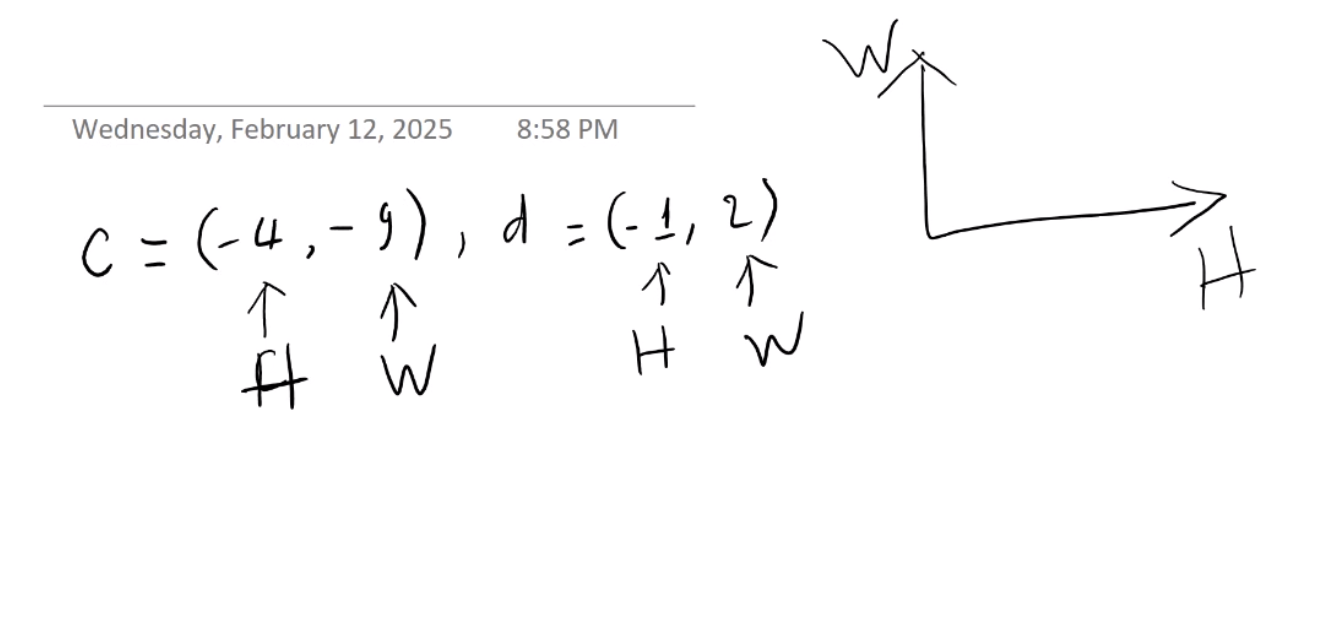 W
Wednesday, February 12, 2025 8:58 PM
C = (-4, -9), d = (-1, 2)
H
H W H W